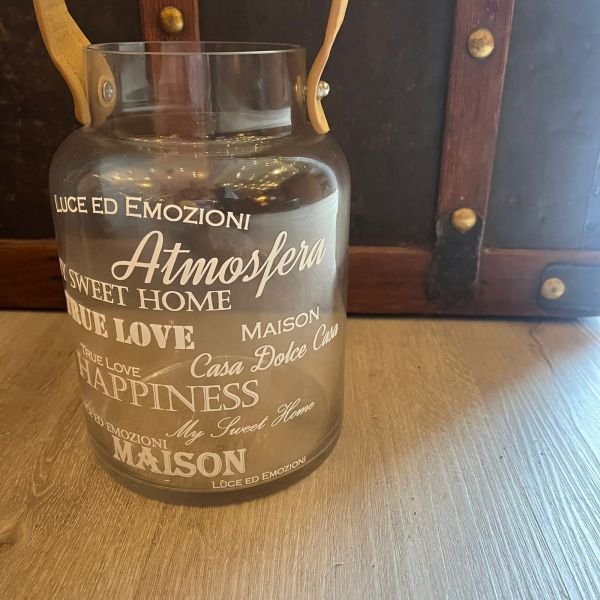 LUCE ED EMOZIONI
Atmosfera
Y SWEET HOME
TRUE LOVE
MAISON
TRUE LOVE
Casa Dolce Casa
HAPPINESS
My Sweet Home
ED EMOZIONI
MAISON
LUCE ED EMOZIONI